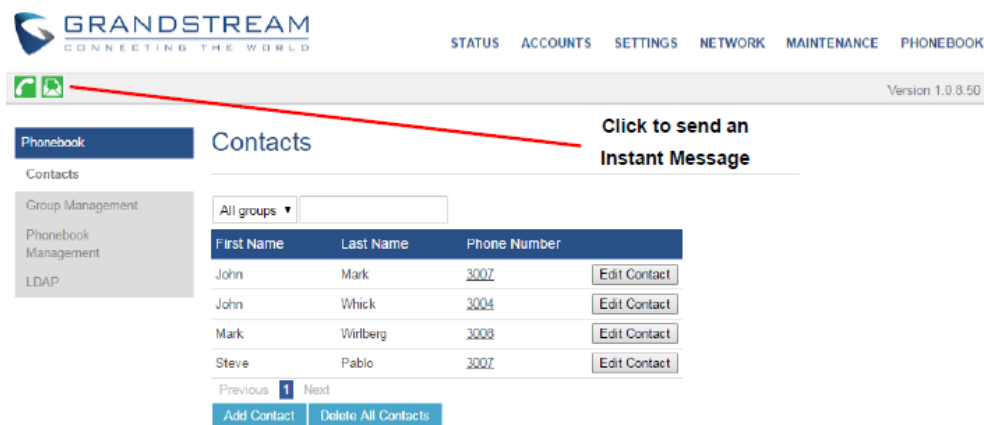 GRANDSTREAM
CONNECTING THE WORLD
STATUS ACCOUNTS SETTINGS NETWORK MAINTENANCE PHONEBOOK
Version 1.0.8.50
Click to send an
Instant Message
Phonebook
Contacts
Group Management
Phonebook
Management
LDAP
Contacts
All groups
First Name Last Name Phone Number
John Mark 3007 Edit Contact
John Whick 3004 Edit Contact
Mark Wirlberg 3008 Edit Contact
Steve Pablo 3007 Edit Contact
Previous 1 Next
Add Contact Delete All Contacts